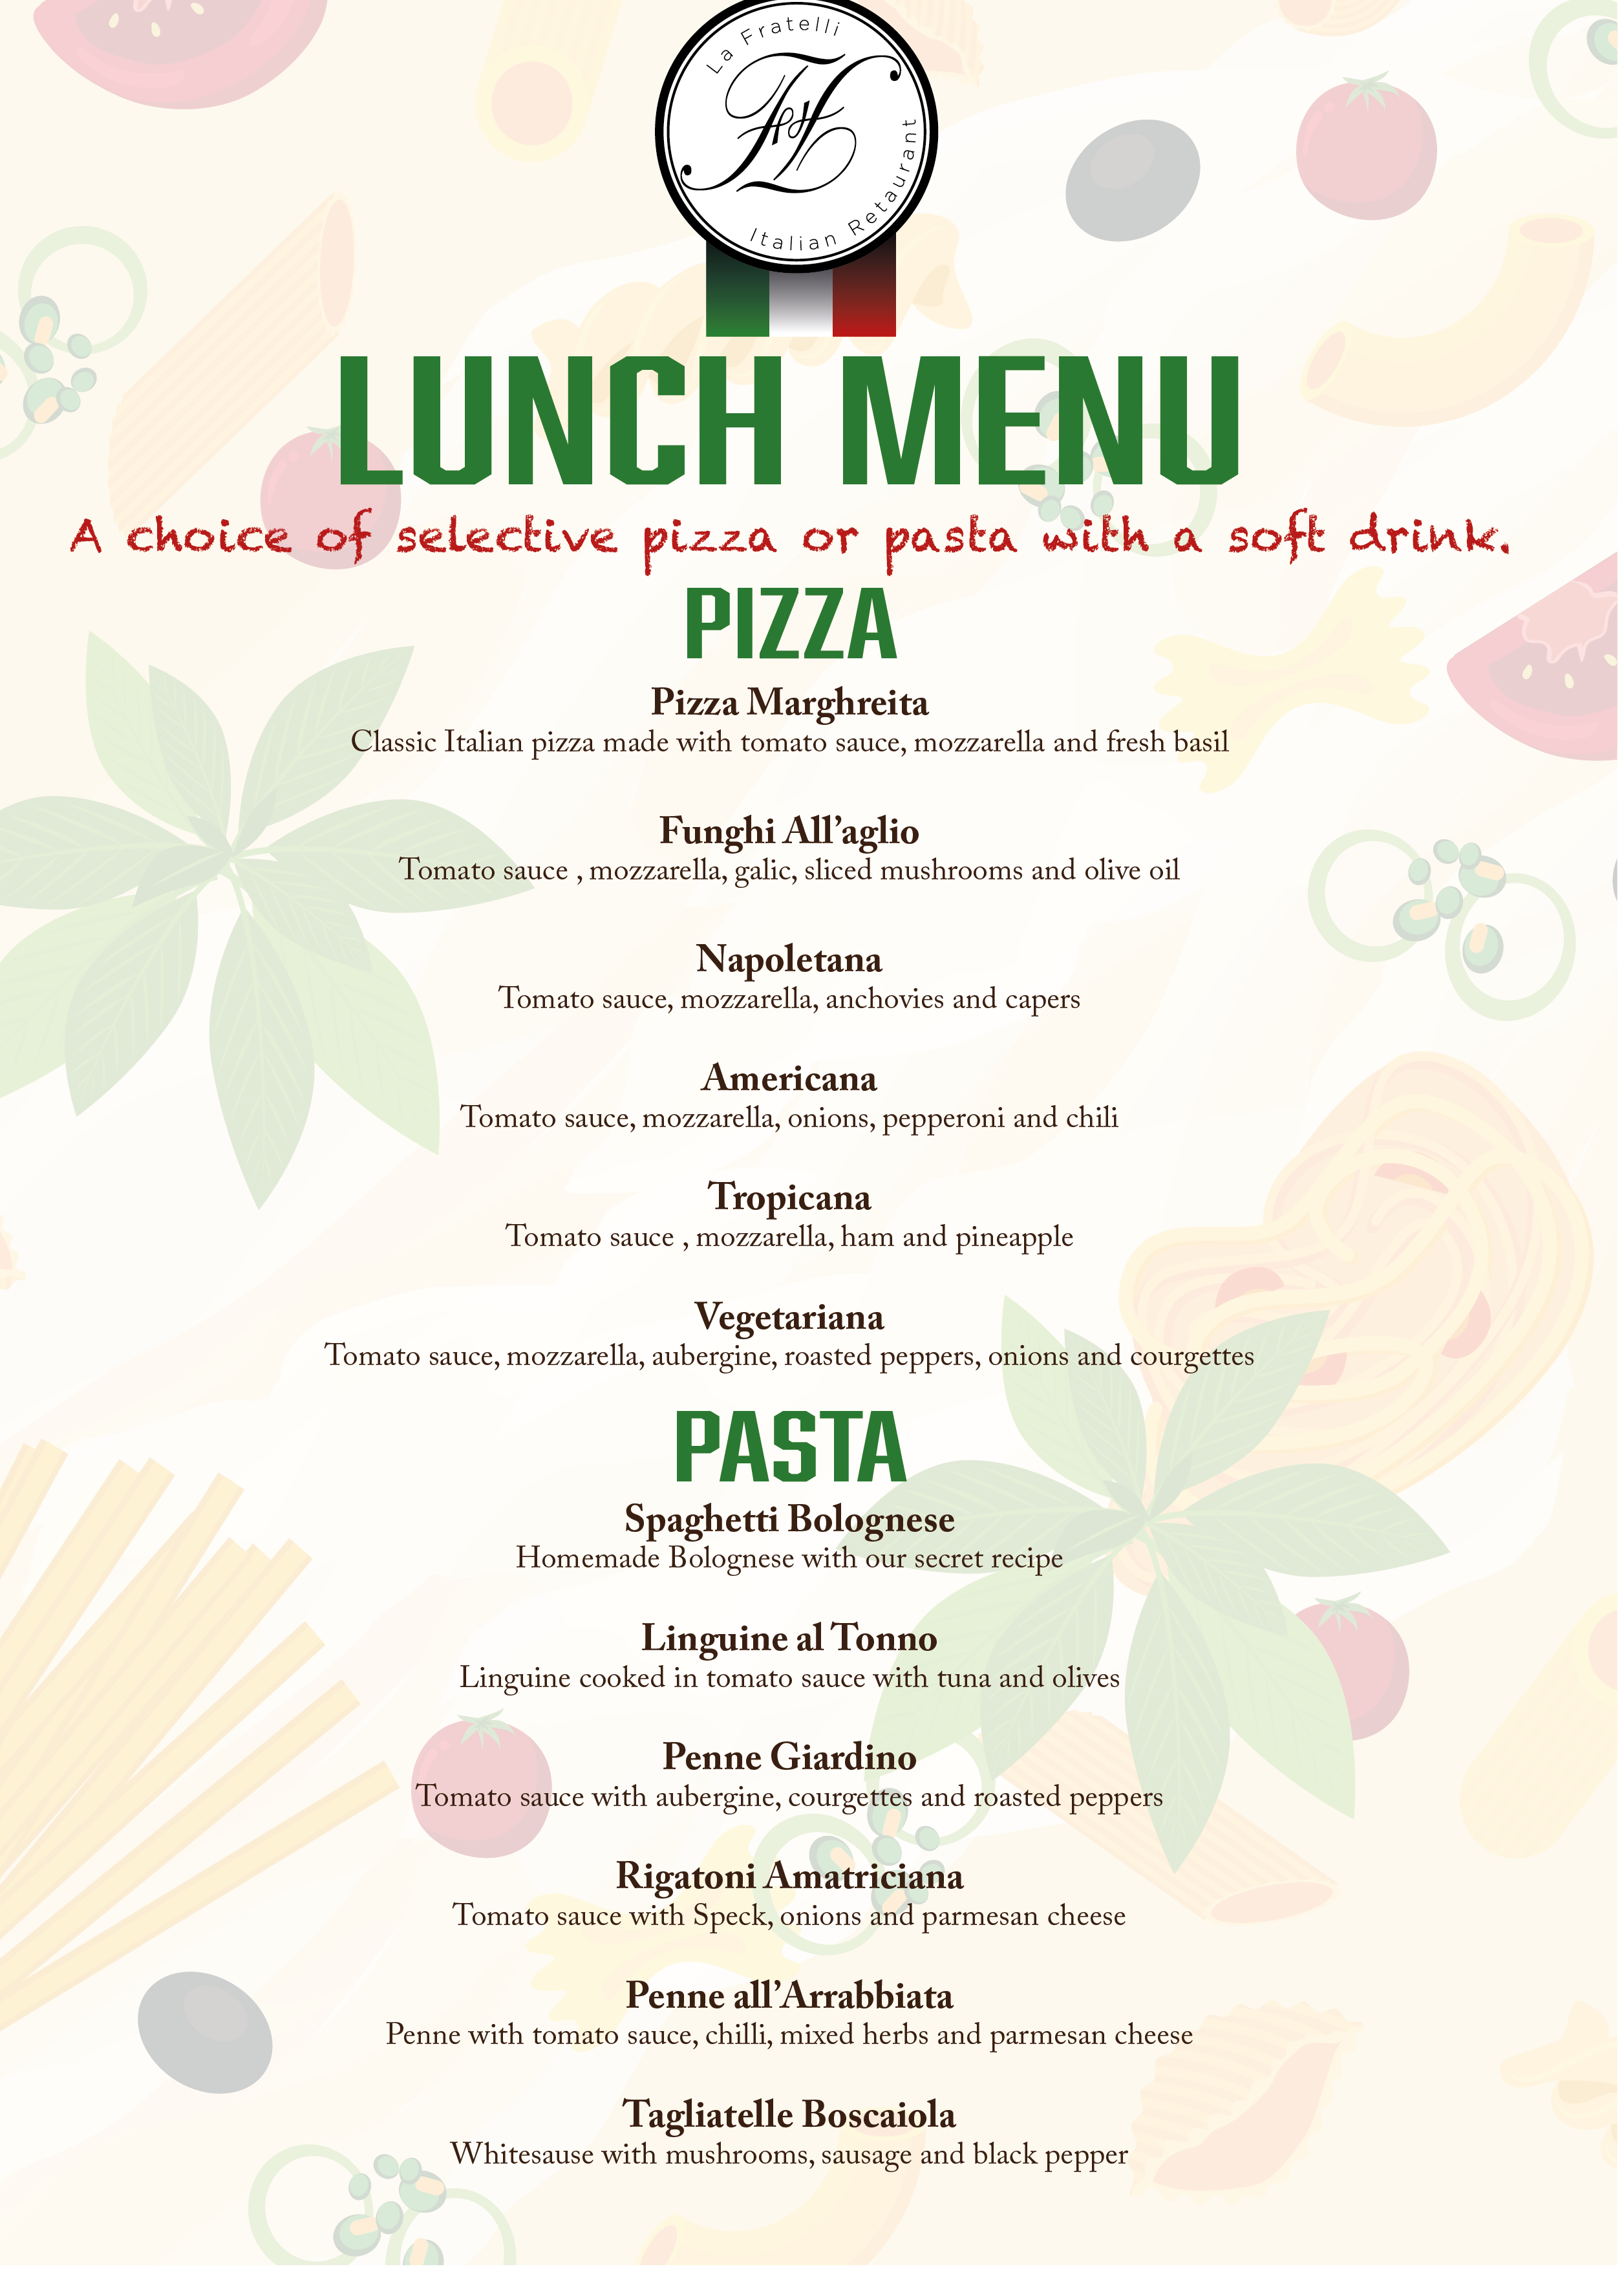 La Fratelli
Italian Retaurant
LUNCH MENU
A choice of selective pizza or pasta with a soft drink.
PIZZA
Pizza Marghreita
Classic Italian pizza made with tomato sauce, mozzarella and fresh basil
Funghi All’aglio
Tomato sauce , mozzarella, galic, sliced mushrooms and olive oil
Napoletana
Tomato sauce, mozzarella, anchovies and capers
Americana
Tomato sauce, mozzarella, onions, pepperoni and chili
Tropicana
Tomato sauce , mozzarella, ham and pineapple
Vegetariana
Tomato sauce, mozzarella, aubergine, roasted peppers, onions and courgettes
PASTA
Spaghetti Bolognese
Homemade Bolognese with our secret recipe
Linguine al Tonno
Linguine cooked in tomato sauce with tuna and olives
Penne Giardino
Tomato sauce with aubergine, courgettes and roasted peppers
Rigatoni Amatriciana
Tomato sauce with Speck, onions and parmesan cheese
Penne all’Arrabbiata
Penne with tomato sauce, chilli, mixed herbs and parmesan cheese
Tagliatelle Boscaiola
Whitesause with mushrooms, sausage and black pepper